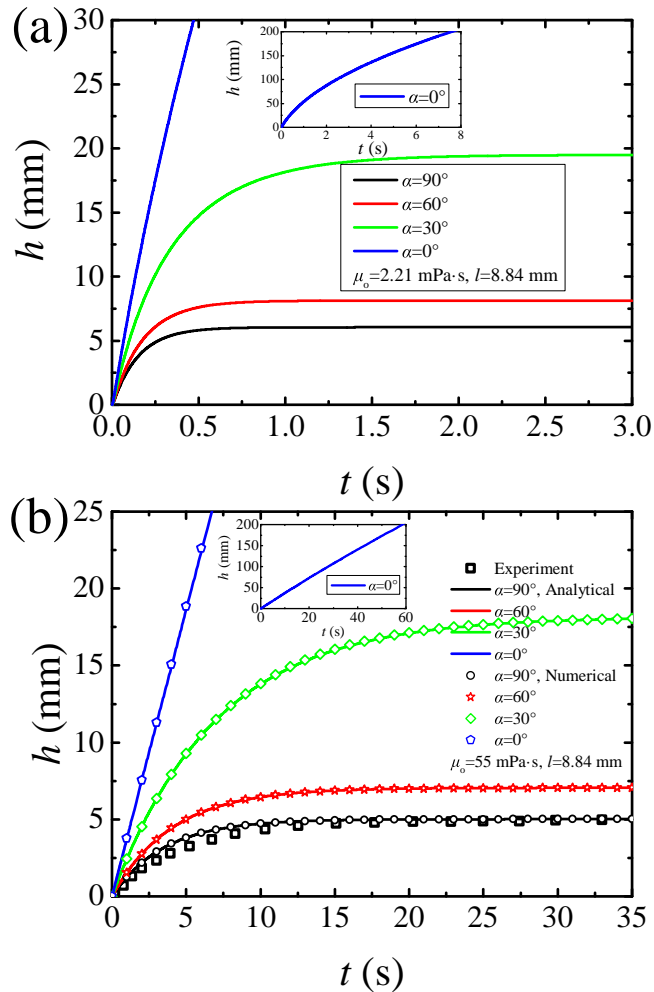 (a)
30
25
20
15
10
5
0
h (mm)
0.0 0.5 1.0 1.5 2.0 2.5 3.0
t (s)
200
150
100
50
0
h (mm)
0 2 4 6 8
t (s)
α=0°
α=90°
α=60°
α=30°
α=0°
μo=2.21 mPa·s, l=8.84 mm
(b)
25
20
15
10
5
0
h (mm)
0 5 10 15 20 25 30 35
t (s)
200
150
100
50
0
h (mm)
0 20 40 60
t (s)
α=0°
Experiment
α=90°, Analytical
α=60°
α=30°
α=0°
α=90°, Numerical
α=60°
α=30°
α=0°
μo=55 mPa·s, l=8.84 mm